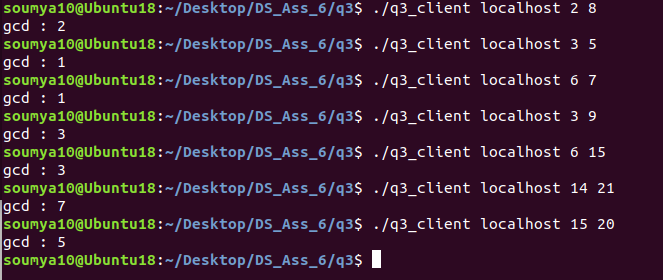 soumya10@Ubuntu18:~/Desktop/DS_Ass_6/q3$ ./q3_client localhost 2 8
gcd : 2
soumya10@Ubuntu18:~/Desktop/DS_Ass_6/q3$ ./q3_client localhost 3 5
gcd : 1
soumya10@Ubuntu18:~/Desktop/DS_Ass_6/q3$ ./q3_client localhost 6 7
gcd : 1
soumya10@Ubuntu18:~/Desktop/DS_Ass_6/q3$ ./q3_client localhost 3 9
gcd : 3
soumya10@Ubuntu18:~/Desktop/DS_Ass_6/q3$ ./q3_client localhost 6 15
gcd : 3
soumya10@Ubuntu18:~/Desktop/DS_Ass_6/q3$ ./q3_client localhost 14 21
gcd : 7
soumya10@Ubuntu18:~/Desktop/DS_Ass_6/q3$ ./q3_client localhost 15 20
gcd : 5
soumya10@Ubuntu18:~/Desktop/DS_Ass_6/q3$